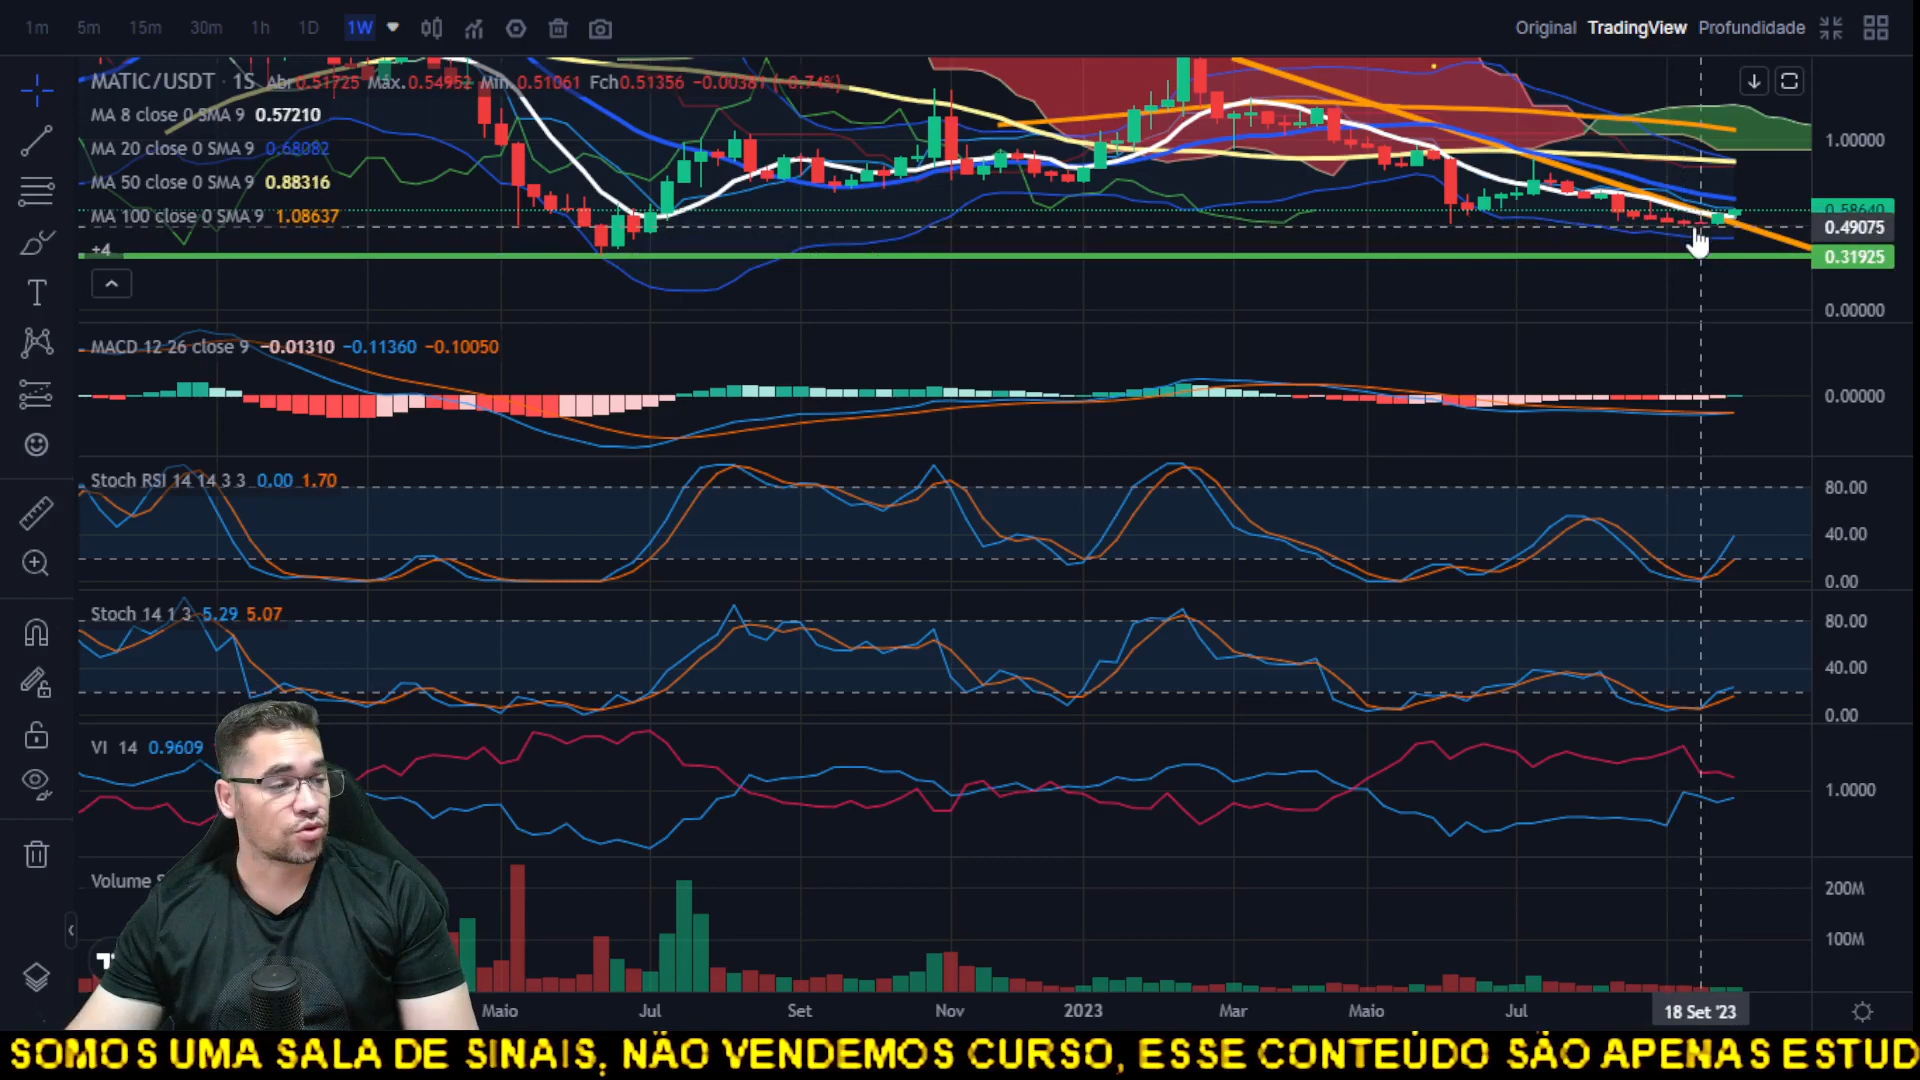 1m 5m 15m 30m 1h 1D 1W Original TradingView Profundidade
MATIC/USDT · 1S Abr0.51725 Máx.0.54952 Mín.0.51061 Fch0.51356 −0.00381 (−0.74%)
MA 8 close 0 SMA 9 0.57210
MA 20 close 0 SMA 9 0.68082
MA 50 close 0 SMA 9 0.88316
MA 100 close 0 SMA 9 1.08637
+4
1.00000
0.58640
0.49075
0.31925
0.00000
MACD 12 26 close 9 −0.01310 −0.11360 −0.10050
0.00000
Stoch RSI 14 14 3 3 0.00 1.70
80.00
40.00
0.00
Stoch 14 1 3 5.29 5.07
80.00
40.00
0.00
VI 14 0.9609
1.0000
Volume
200M
100M
Maio Jul Set Nov 2023 Mar Maio Jul 18 Set '23
SOMOS UMA SALA DE SINAIS, NÃO VENDEMOS CURSO, ESSE CONTEÚDO SÃO APENAS ESTUD